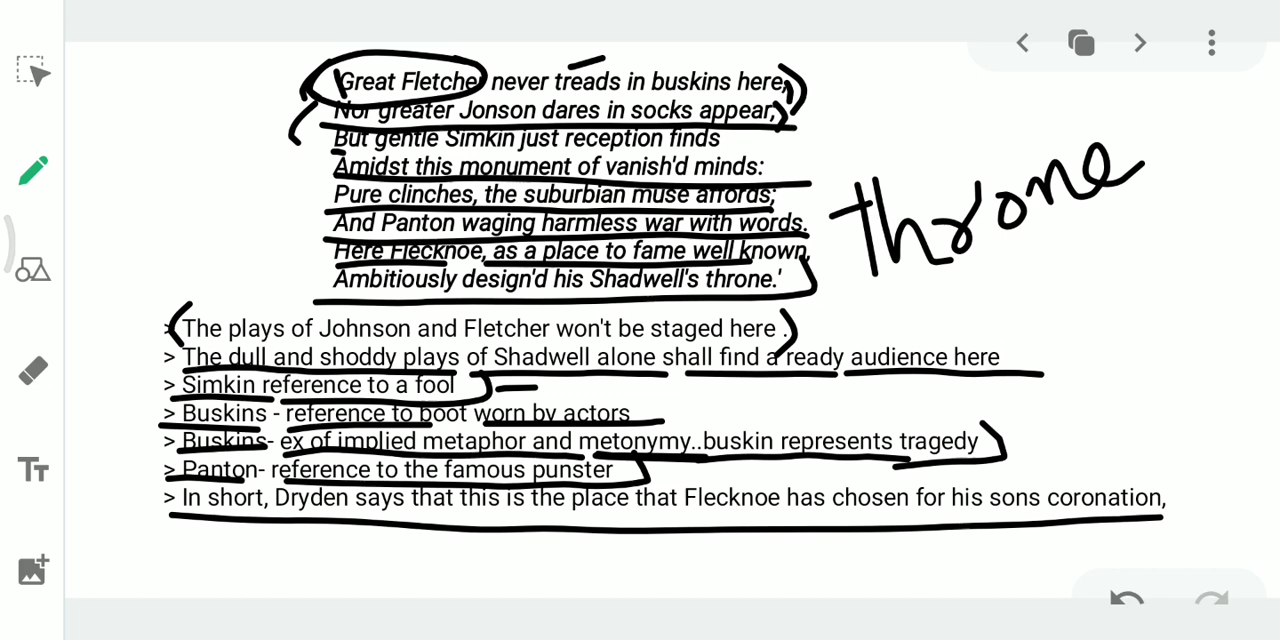 'Great Fletcher never treads in buskins here,
Nor greater Jonson dares in socks appear,
But gentle Simkin just reception finds
Amidst this monument of vanish'd minds:
Pure clinches, the suburbian muse affords;
And Panton waging harmless war with words.
Here Flecknoe, as a place to fame well known,
Ambitiously design'd his Shadwell's throne.'
throne
> The plays of Johnson and Fletcher won't be staged here .
> The dull and shoddy plays of Shadwell alone shall find a ready audience here
> Simkin reference to a fool
> Buskins - reference to boot worn by actors
> Buskins- ex of implied metaphor and metonymy..buskin represents tragedy
> Panton- reference to the famous punster
> In short, Dryden says that this is the place that Flecknoe has chosen for his sons coronation,
TT